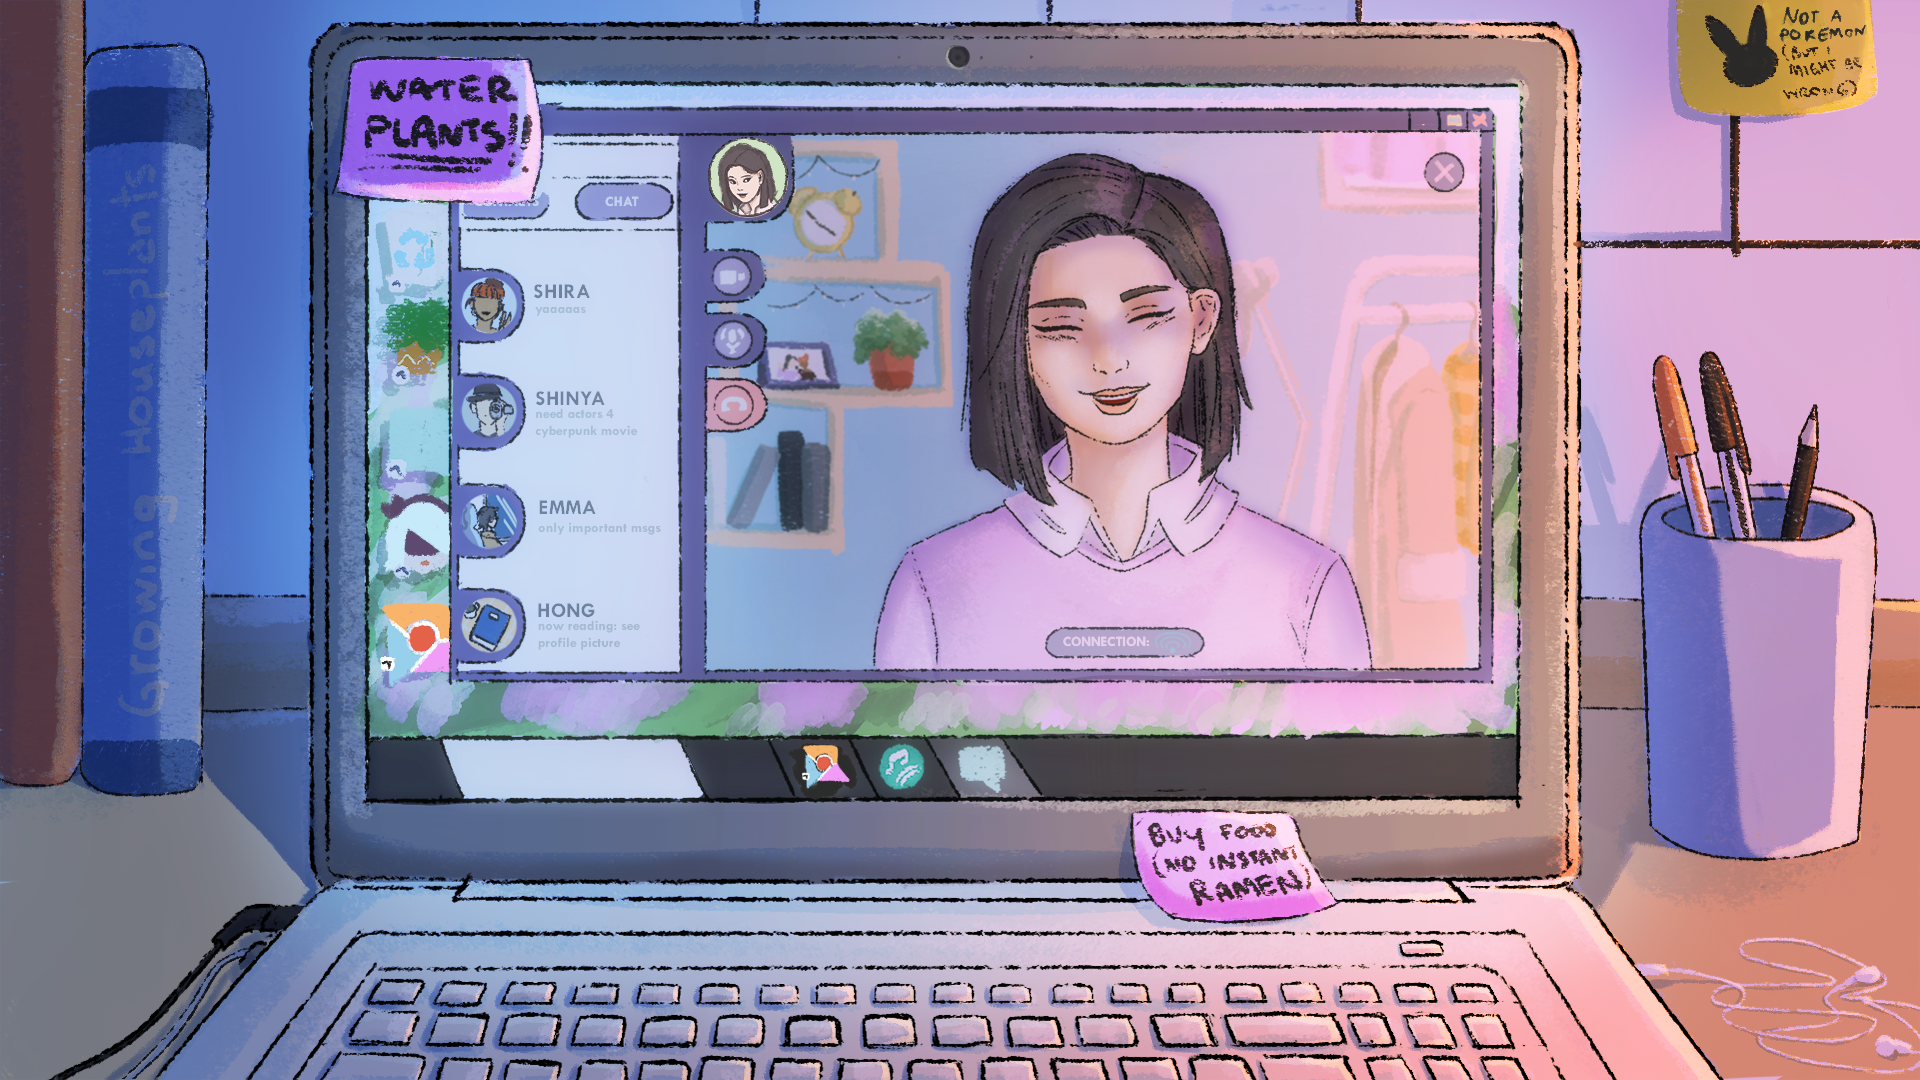 WATER
PLANTS!!
NOT A
POKEMON
(BUT I
MIGHT BE
WRONG)
Growing Houseplants
CHAT
SHIRA
yaaaaas
SHINYA
need actors 4
cyberpunk movie
EMMA
only important msgs
HONG
now reading: see
profile picture
CONNECTION:
BUY FOOD
(NO INSTANT
RAMEN)